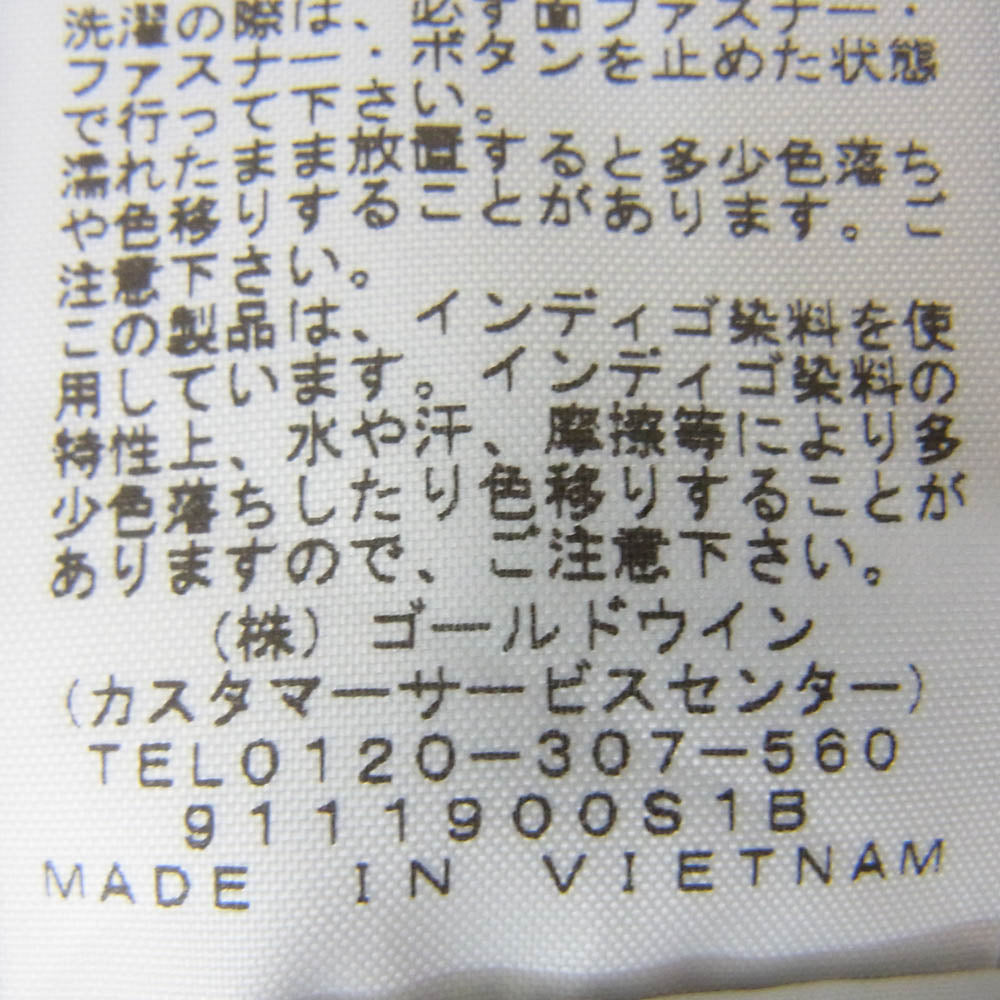 洗濯の際は、必ず面ファスナー・
ファスナー・ボタンを止めた状態
で行って下さい。
濡れたまま放置すると多少色落ち
や色移りすることがあります。ご
注意下さい。
この製品は、インディゴ染料を使
用しています。インディゴ染料の
特性上、水や汗、摩擦等により多
少色落ちしたり色移りすることが
ありますので、ご注意下さい。
(株)ゴールドウイン
(カスタマーサービスセンター)
TEL0120-307-560
9111900S1B
MADE IN VIETNAM